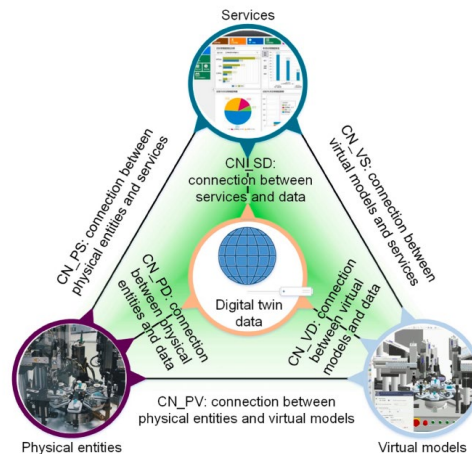 Services
CN_SD:
connection between
services and data
CN_PS: connection between
physical entities and services
CN_VS: connection between
virtual models and services
Digital twin
data
CN_PD: connection
between physical
entities and data
CN_VD: connection
between virtual
models and data
CN_PV: connection between
physical entities and virtual models
Physical entities
Virtual models